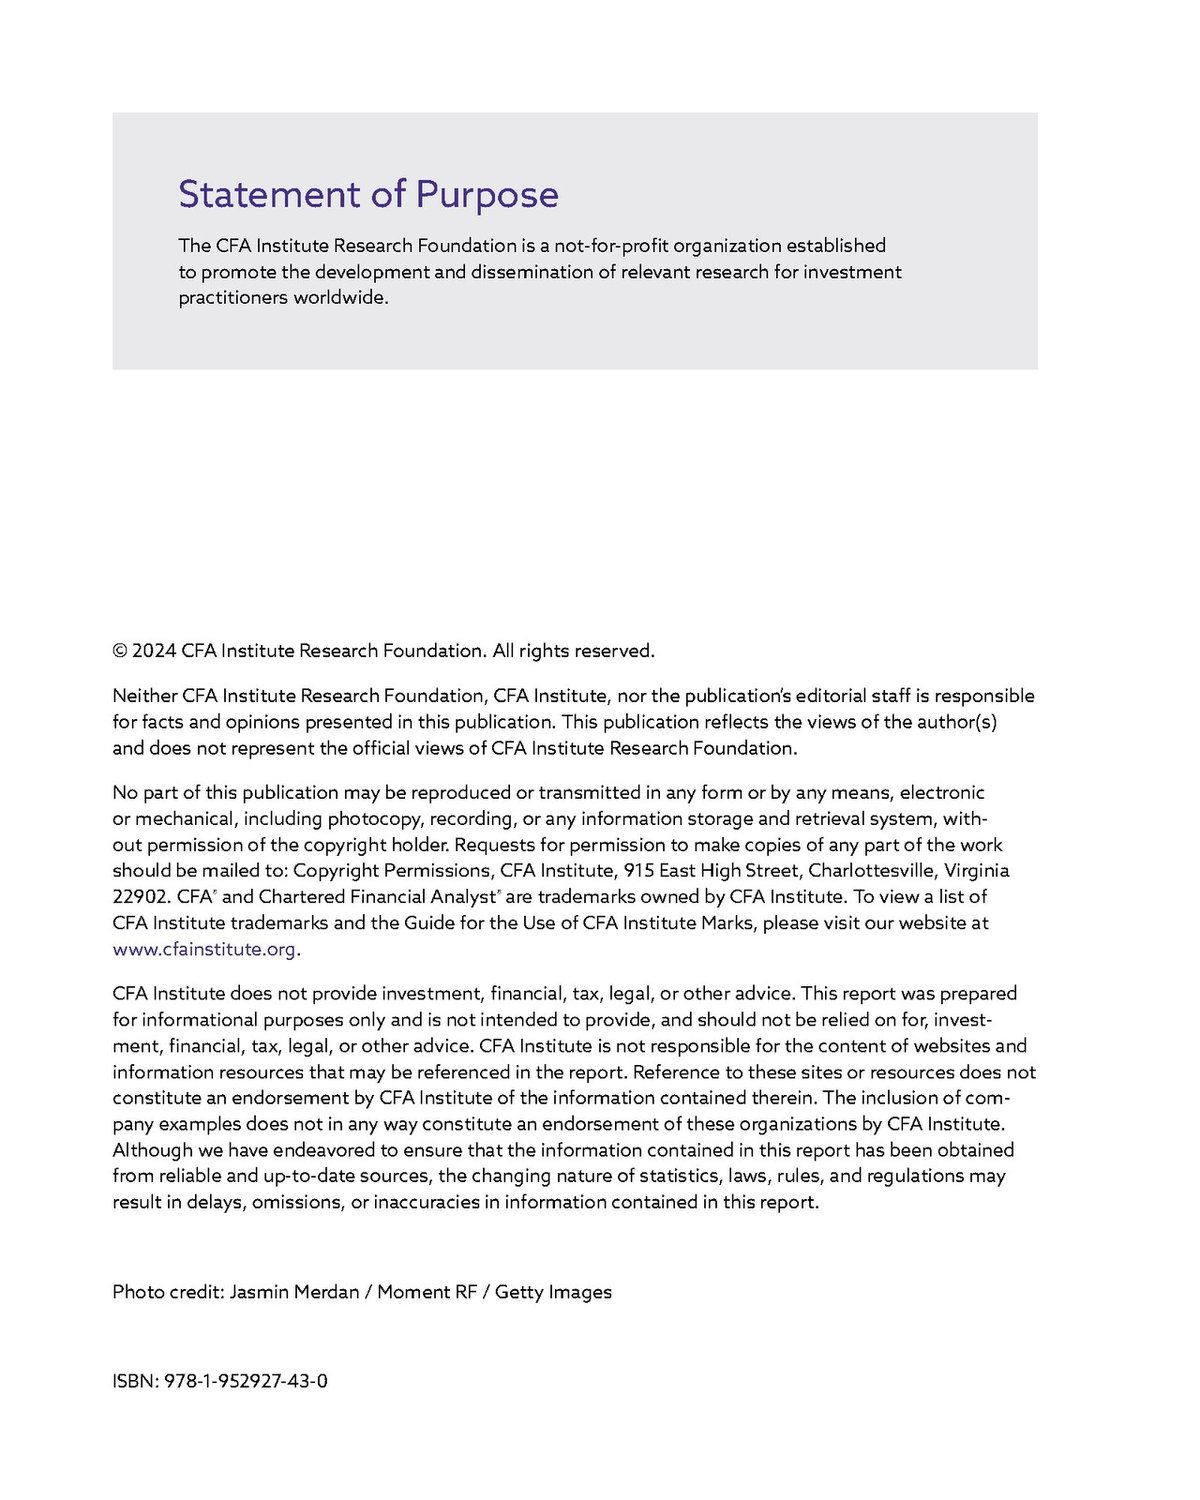 Statement of Purpose
The CFA Institute Research Foundation is a not-for-profit organization established
to promote the development and dissemination of relevant research for investment
practitioners worldwide.
© 2024 CFA Institute Research Foundation. All rights reserved.
Neither CFA Institute Research Foundation, CFA Institute, nor the publication’s editorial staff is responsible
for facts and opinions presented in this publication. This publication reflects the views of the author(s)
and does not represent the official views of CFA Institute Research Foundation.
No part of this publication may be reproduced or transmitted in any form or by any means, electronic
or mechanical, including photocopy, recording, or any information storage and retrieval system, with-
out permission of the copyright holder. Requests for permission to make copies of any part of the work
should be mailed to: Copyright Permissions, CFA Institute, 915 East High Street, Charlottesville, Virginia
22902. CFA® and Chartered Financial Analyst® are trademarks owned by CFA Institute. To view a list of
CFA Institute trademarks and the Guide for the Use of CFA Institute Marks, please visit our website at
www.cfainstitute.org.
CFA Institute does not provide investment, financial, tax, legal, or other advice. This report was prepared
for informational purposes only and is not intended to provide, and should not be relied on for, invest-
ment, financial, tax, legal, or other advice. CFA Institute is not responsible for the content of websites and
information resources that may be referenced in the report. Reference to these sites or resources does not
constitute an endorsement by CFA Institute of the information contained therein. The inclusion of com-
pany examples does not in any way constitute an endorsement of these organizations by CFA Institute.
Although we have endeavored to ensure that the information contained in this report has been obtained
from reliable and up-to-date sources, the changing nature of statistics, laws, rules, and regulations may
result in delays, omissions, or inaccuracies in information contained in this report.
Photo credit: Jasmin Merdan / Moment RF / Getty Images
ISBN: 978-1-952927-43-0